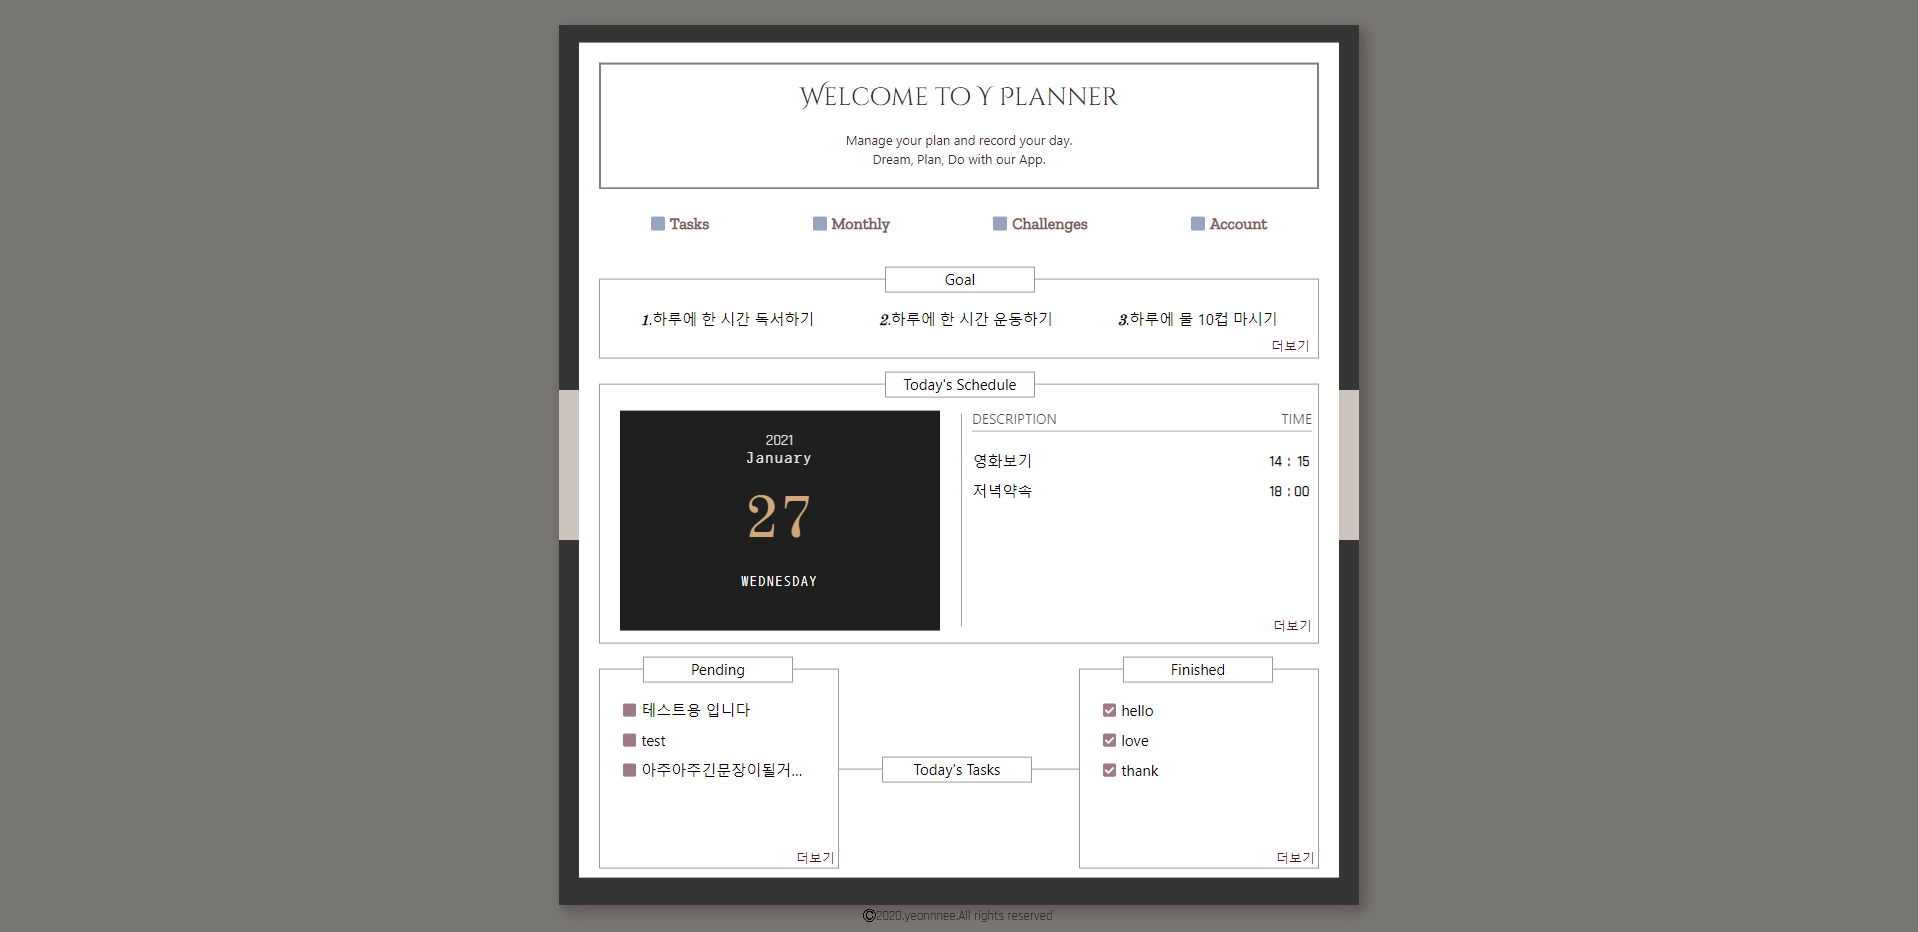 Welcome to Y Planner
Manage your plan and record your day.
Dream, Plan, Do with our App.
Tasks
Monthly
Challenges
Account
Goal
1.하루에 한 시간 독서하기
2.하루에 한 시간 운동하기
3.하루에 물 10컵 마시기
더보기
Today's Schedule
2021
January
27
WEDNESDAY
DESCRIPTION TIME
영화보기 14 : 15
저녁약속 18 : 00
더보기
Pending
테스트용 입니다
test
아주아주긴문장이될거...
더보기
Today's Tasks
Finished
hello
love
thank
더보기
©2020.yeonnnee.All rights reserved